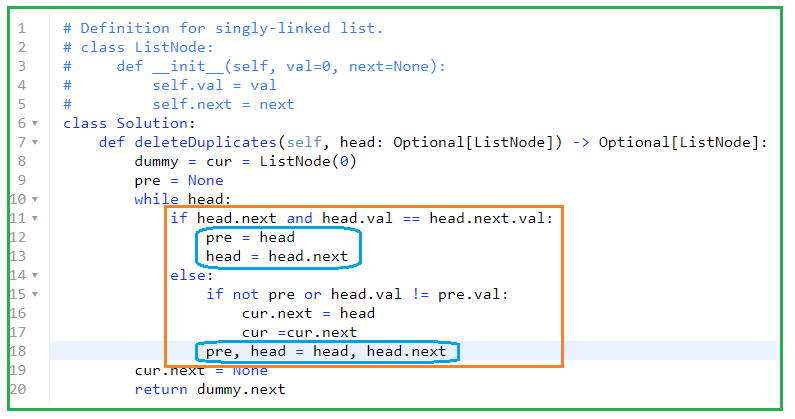 1 # Definition for singly-linked list.
2 # class ListNode:
3 #     def __init__(self, val=0, next=None):
4 #         self.val = val
5 #         self.next = next
6 class Solution:
7     def deleteDuplicates(self, head: Optional[ListNode]) -> Optional[ListNode]:
8         dummy = cur = ListNode(0)
9         pre = None
10         while head:
11             if head.next and head.val == head.next.val:
12                 pre = head
13                 head = head.next
14             else:
15                 if not pre or head.val != pre.val:
16                     cur.next = head
17                     cur =cur.next
18                 pre, head = head, head.next
19         cur.next = None
20         return dummy.next